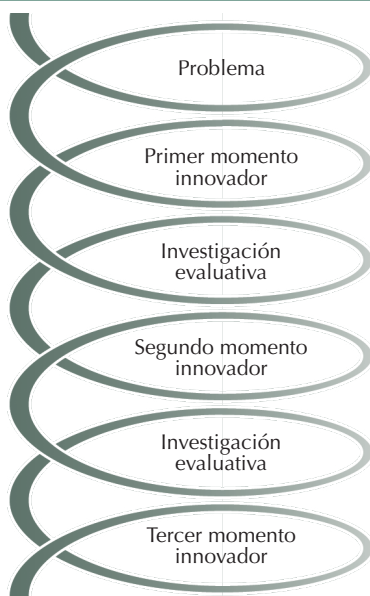 Problema
Primer momento
innovador
Investigación
evaluativa
Segundo momento
innovador
Investigación
evaluativa
Tercer momento
innovador